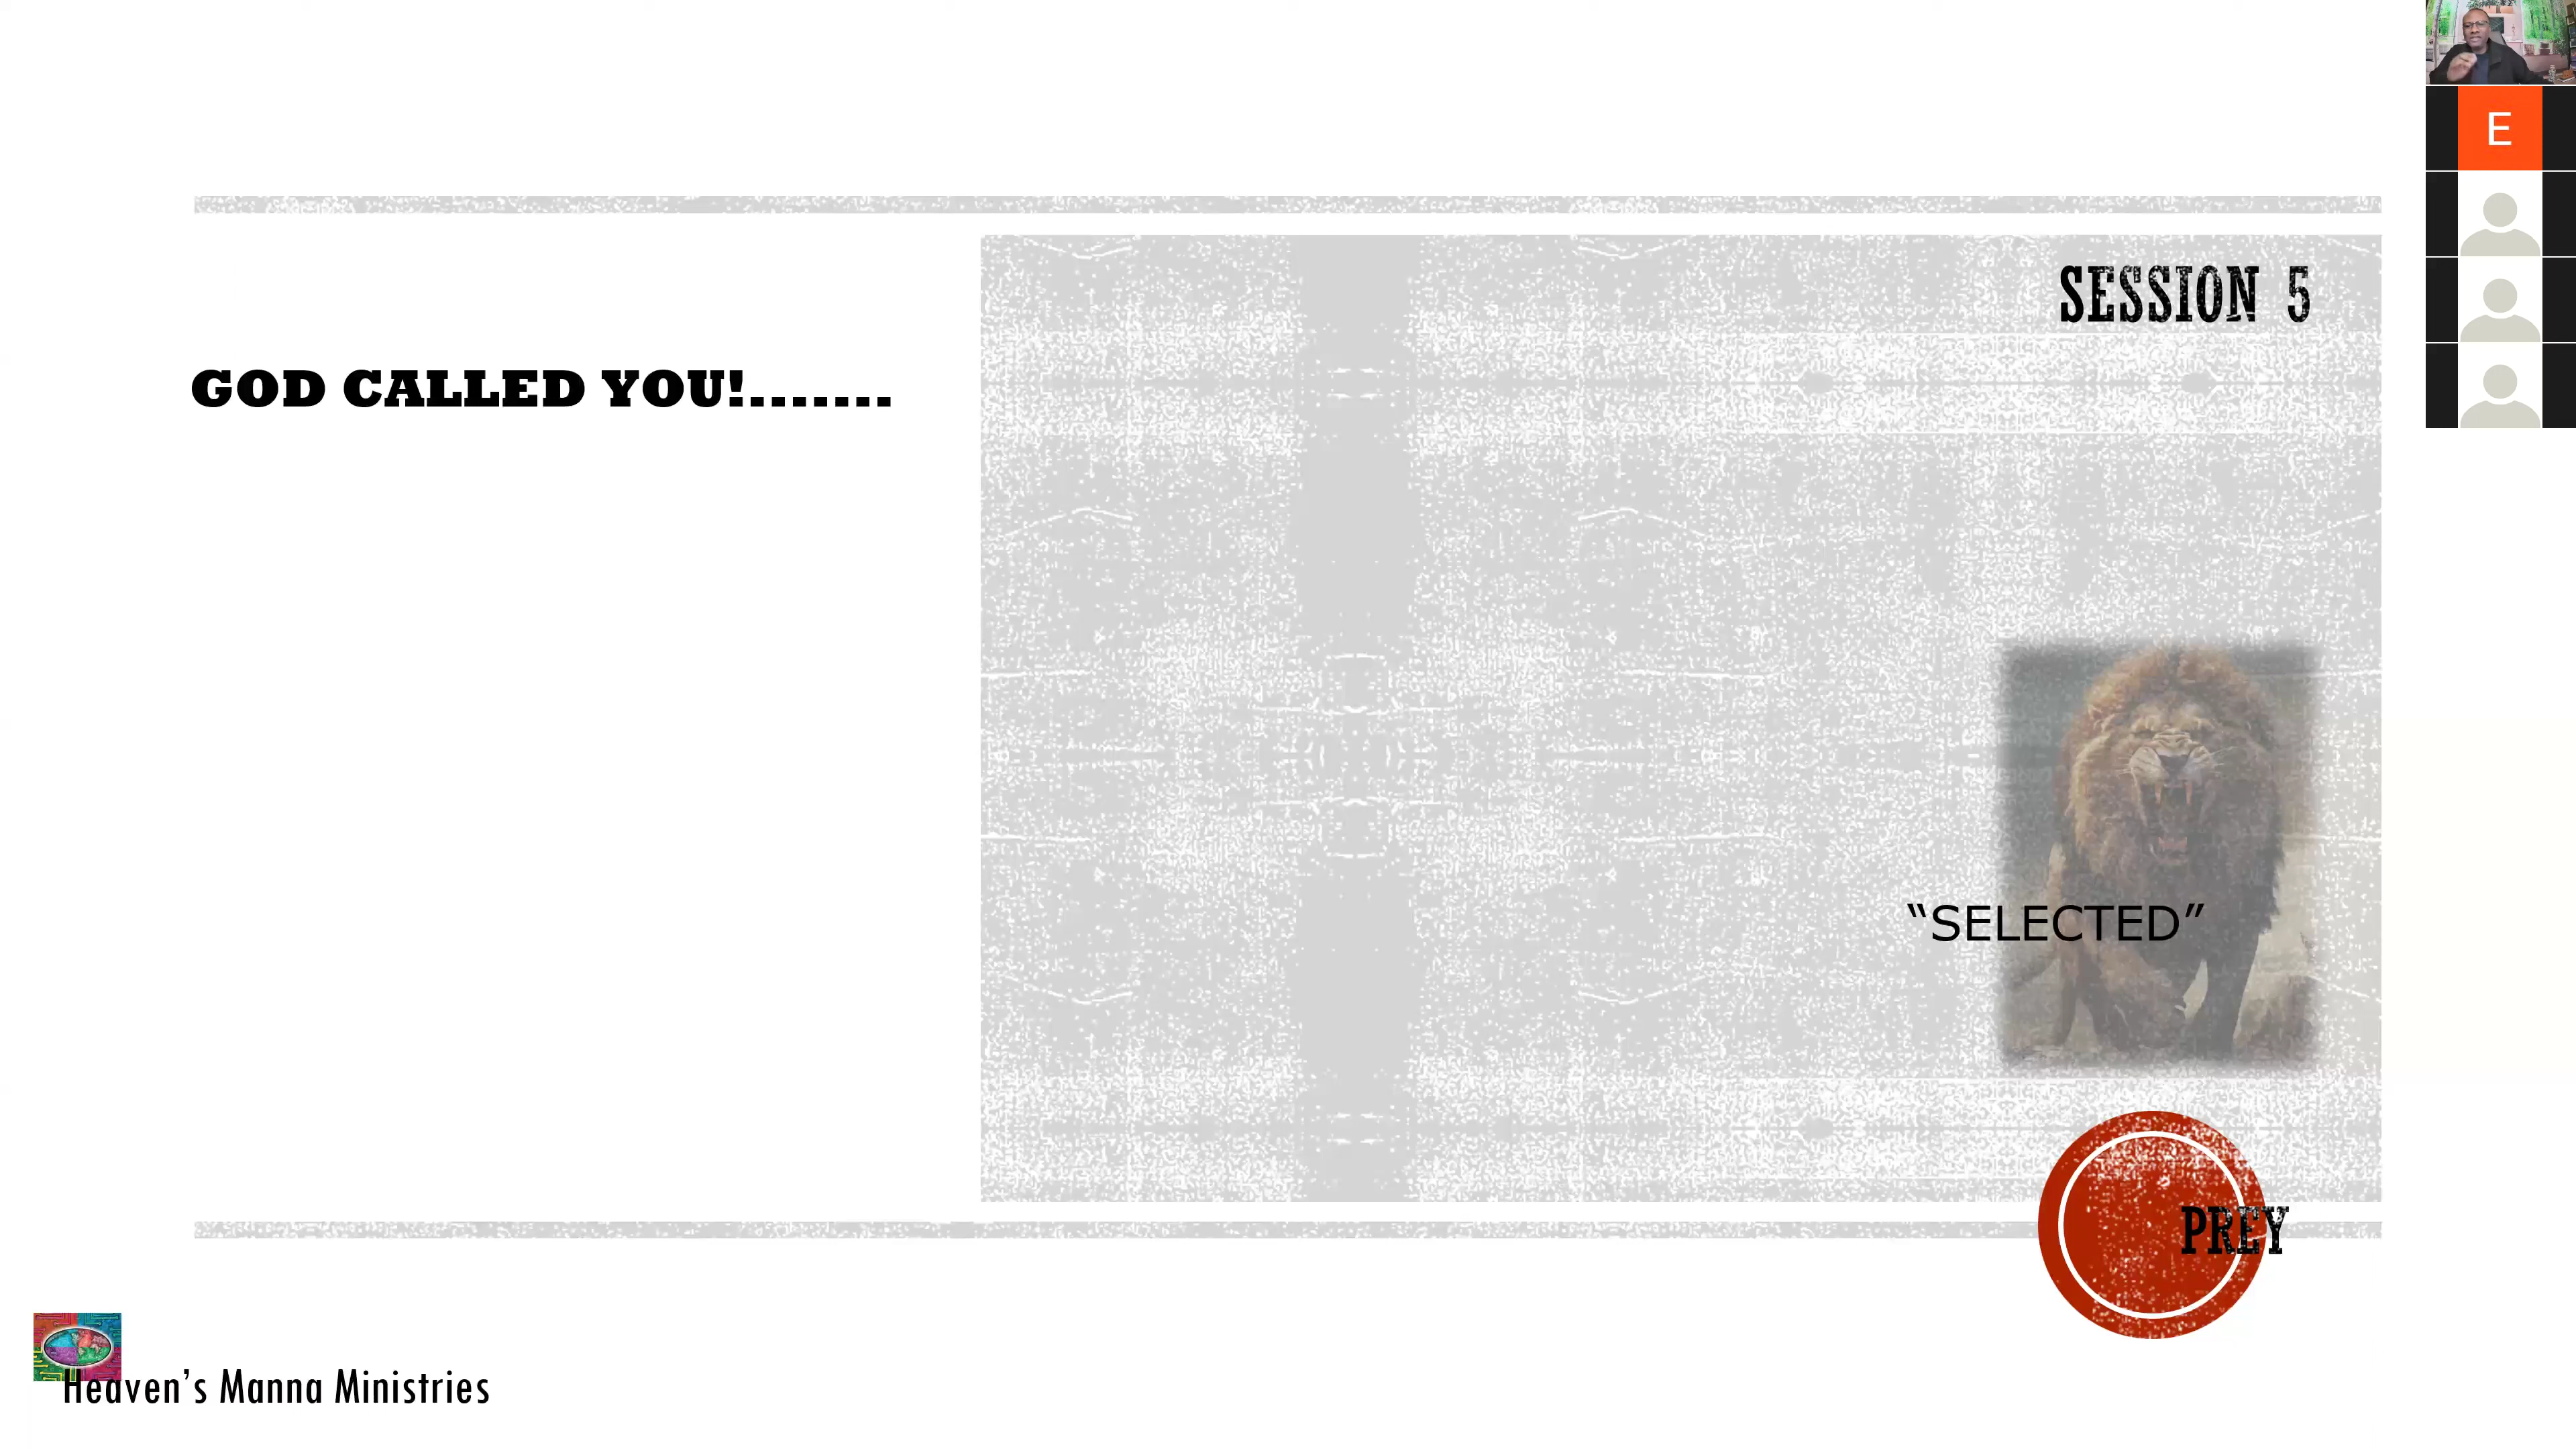 E
SESSION 5
GOD CALLED YOU!.......
“SELECTED”
PREY
Heaven’s Manna Ministries